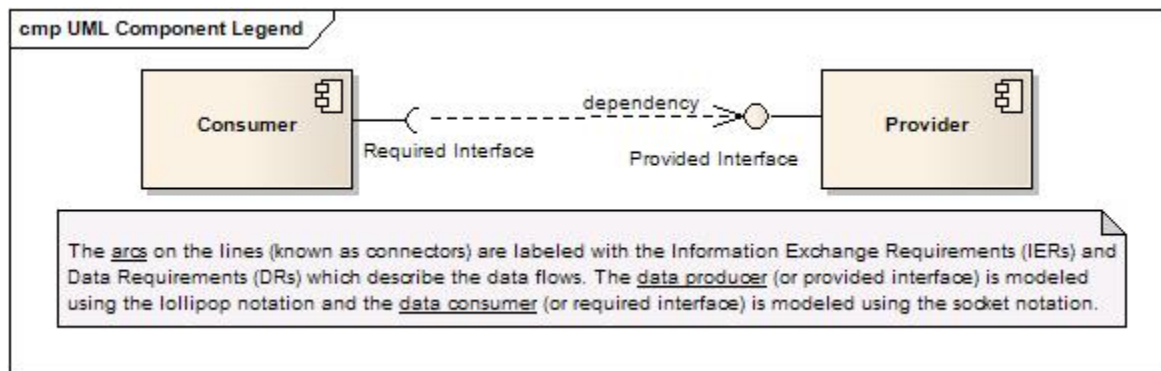 cmp UML Component Legend
Consumer
Required Interface
dependency
Provided Interface
Provider
The arcs on the lines (known as connectors) are labeled with the Information Exchange Requirements (IERs) and
Data Requirements (DRs) which describe the data flows. The data producer (or provided interface) is modeled
using the lollipop notation and the data consumer (or required interface) is modeled using the socket notation.